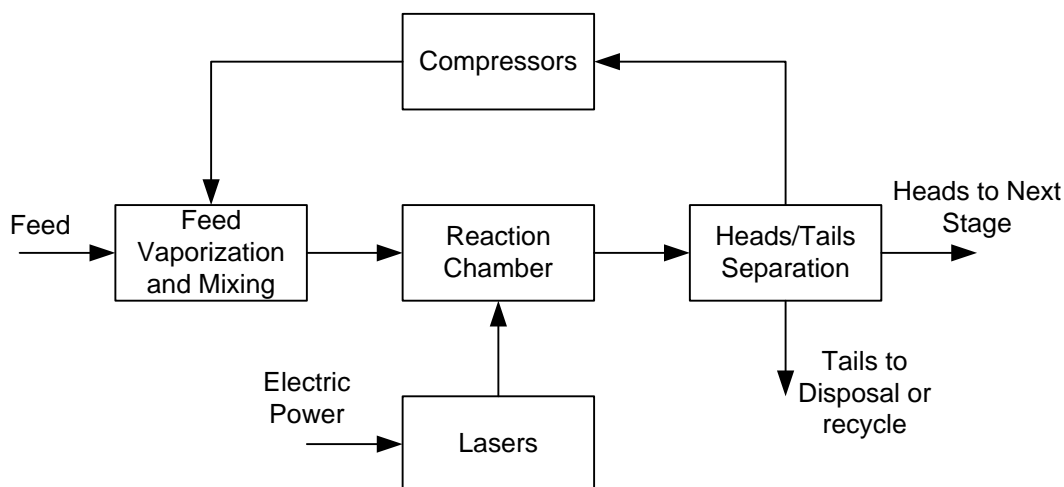 Compressors
Feed
Feed
Vaporization
and Mixing
Reaction
Chamber
Heads/Tails
Separation
Heads to Next
Stage
Electric
Power
Lasers
Tails to
Disposal or
recycle